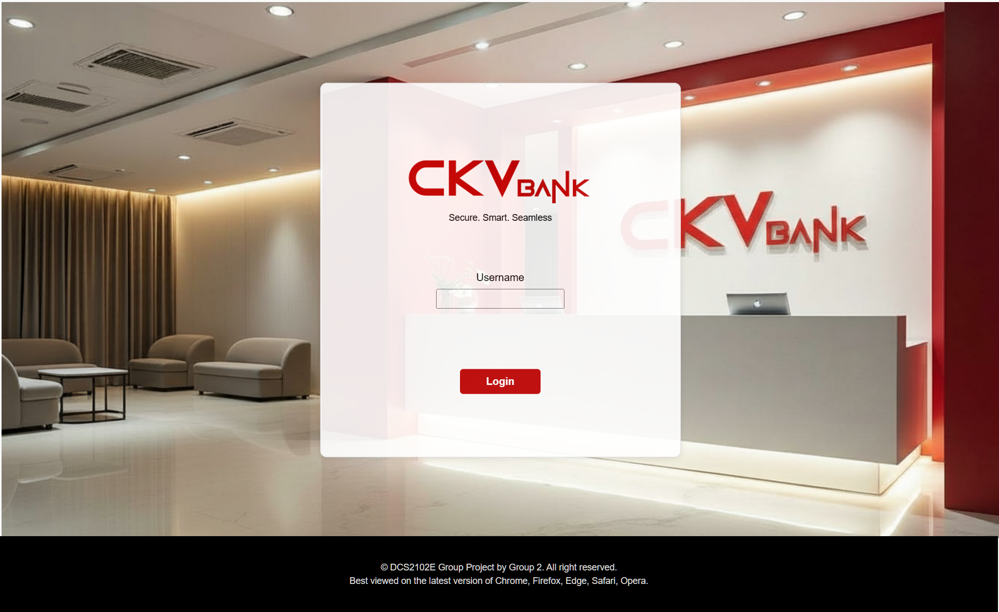 CKV BANK
Secure. Smart. Seamless
CKV BANK
Username
Login
© DCS2102E Group Project by Group 2. All right reserved.
Best viewed on the latest version of Chrome, Firefox, Edge, Safari, Opera.